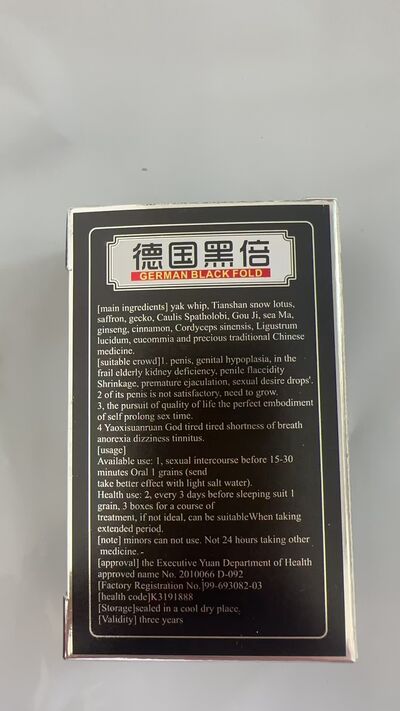 德国黑倍
GERMAN BLACK FOLD
[main ingredients] yak whip, Tianshan snow lotus,
saffron, gecko, Caulis Spatholobi, Gou Ji, sea Ma,
ginseng, cinnamon, Cordyceps sinensis, Ligustrum
lucidum, eucommia and precious traditional Chinese
medicine.
[suitable crowd]1. penis, genital hypoplasia, in the
frail elderly kidney deficiency, penile flaceidity
Shrinkage, premature ejaculation, sexual desire drops'.
2 of its penis is not satisfactory, need to grow.
3, the pursuit of quality of life the perfect embodiment
of self prolong sex time.
4 Yaoxisuanruan God tired tired shortness of breath
anorexia dizziness tinnitus.
[usage]
Available use: 1, sexual intercourse before 15-30
minutes Oral 1 grains (send
take better effect with light salt water).
Health use: 2, every 3 days before sleeping suit 1
grain, 3 boxes for a course of
treatment, if not ideal, can be suitableWhen taking
extended period.
[note] minors can not use. Not 24 hours taking other
medicine. -
[approval] the Executive Yuan Department of Health
approved name No. 2010066 D-092
[Factory Registration No.]99-693082-03
[health code]K3191888
[Storage]sealed in a cool dry place,
[Validity] three years